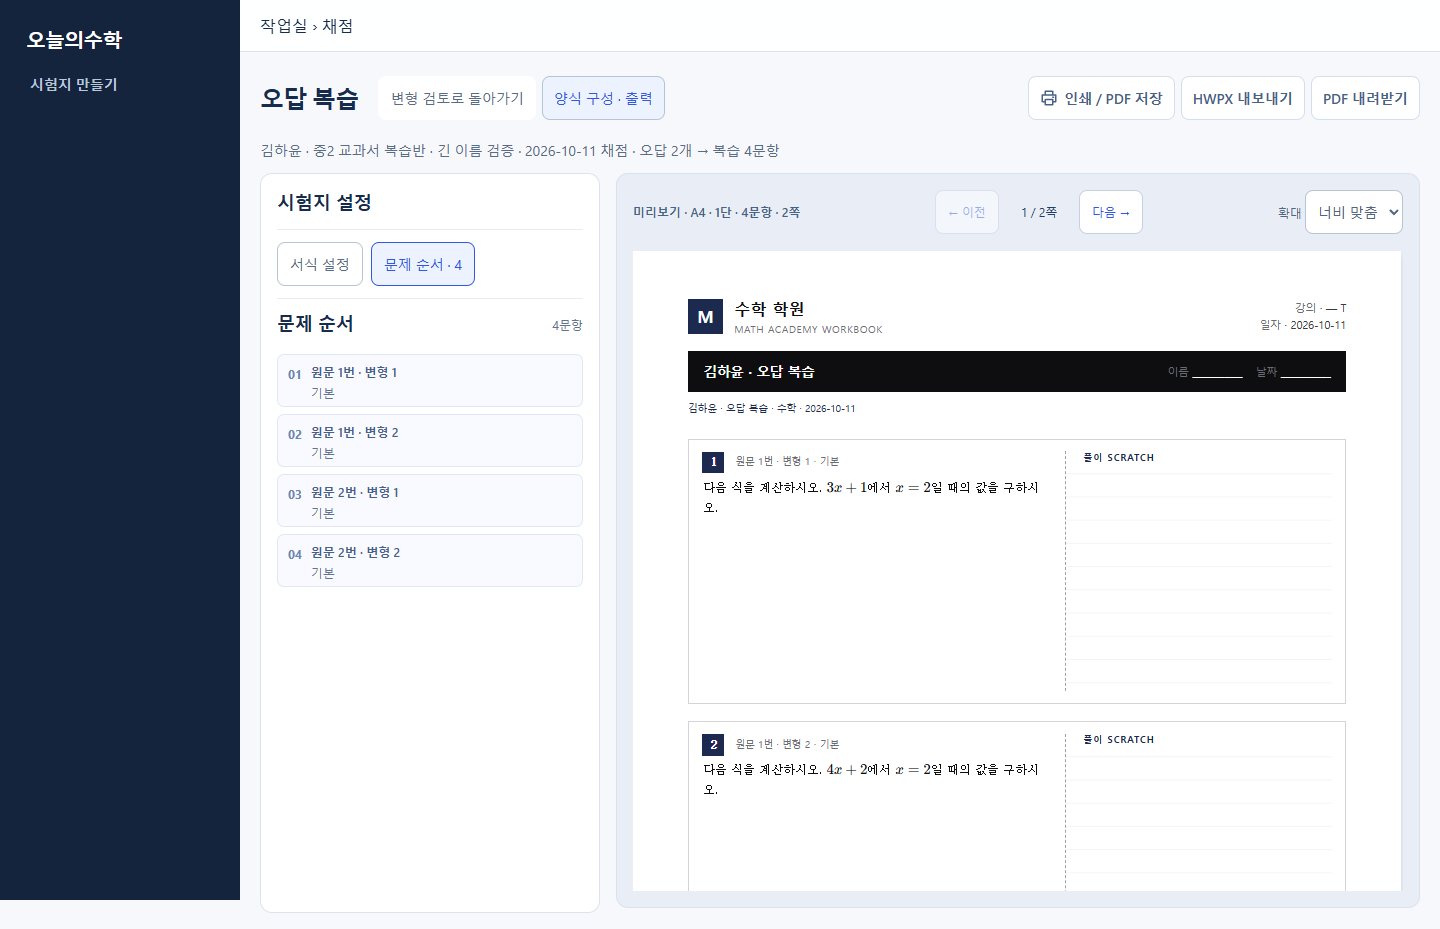 오늘의수학
시험지 만들기
작업실 › 채점
오답 복습
변형 검토로 돌아가기
양식 구성 · 출력
인쇄 / PDF 저장
HWPX 내보내기
PDF 내려받기
김하윤 · 중2 교과서 복습반 · 긴 이름 검증 · 2026-10-11 채점 · 오답 2개 → 복습 4문항
시험지 설정
서식 설정
문제 순서 · 4
문제 순서
4문항
01 원문 1번 · 변형 1
기본
02 원문 1번 · 변형 2
기본
03 원문 2번 · 변형 1
기본
04 원문 2번 · 변형 2
기본
미리보기 · A4 · 1단 · 4문항 · 2쪽
← 이전
1 / 2쪽
다음 →
확대
너비 맞춤
M
수학 학원
MATH ACADEMY WORKBOOK
강의 · — T
일자 · 2026-10-11
김하윤 · 오답 복습
이름 ________ 날짜 ________
김하윤 · 오답 복습 · 수학 · 2026-10-11
1 원문 1번 · 변형 1 · 기본
다음 식을 계산하시오. 3x + 1에서 x = 2일 때의 값을 구하시
오.
풀이 SCRATCH
2 원문 1번 · 변형 2 · 기본
다음 식을 계산하시오. 4x + 2에서 x = 2일 때의 값을 구하시
오.
풀이 SCRATCH